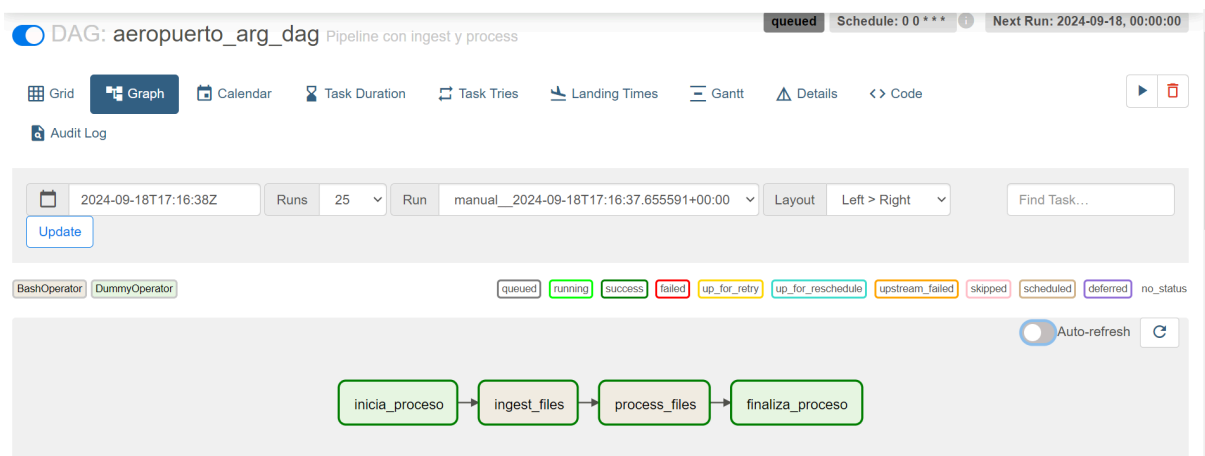 queued Schedule: 0 0 * * * i Next Run: 2024-09-18, 00:00:00
DAG: aeropuerto_arg_dag Pipeline con ingest y process
Grid Graph Calendar Task Duration Task Tries Landing Times Gantt Details <> Code
Audit Log
2024-09-18T17:16:38Z Runs 25 Run manual__2024-09-18T17:16:37.655591+00:00 Layout Left > Right Find Task...
Update
BashOperator DummyOperator queued running success failed up_for_retry up_for_reschedule upstream_failed skipped scheduled deferred no_status
Auto-refresh
inicia_proceso ingest_files process_files finaliza_proceso